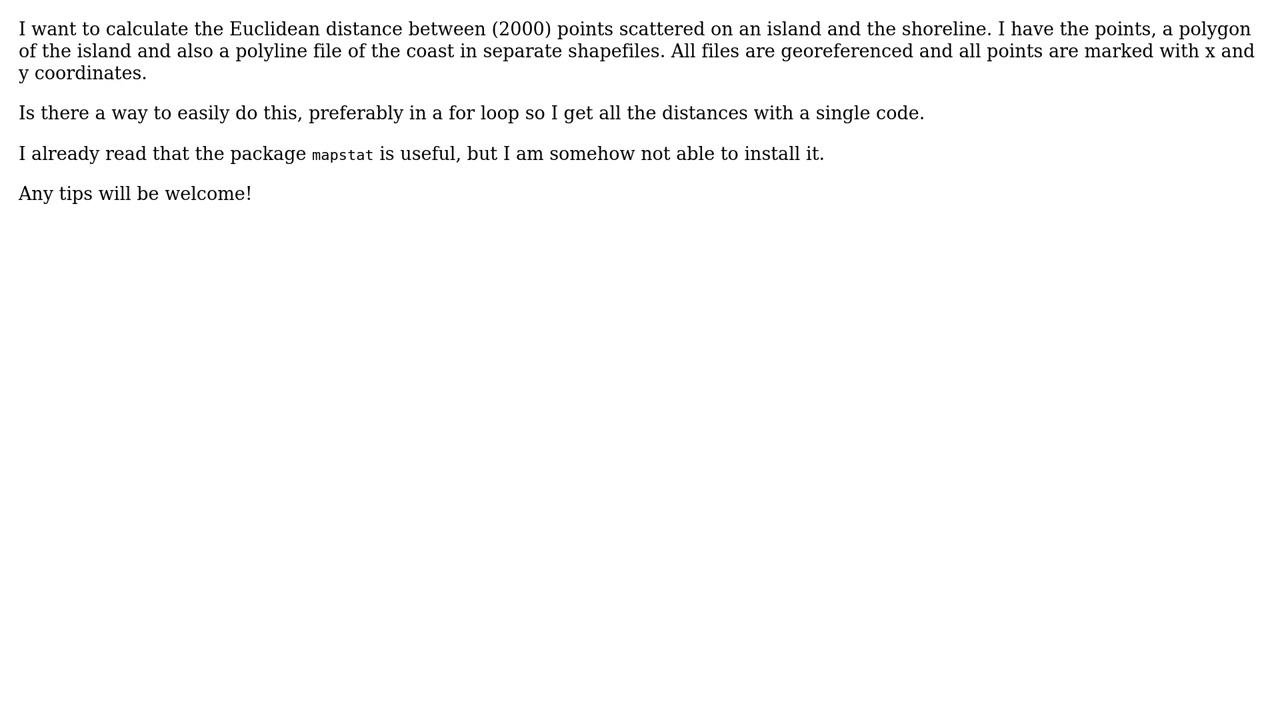 I want to calculate the Euclidean distance between (2000) points scattered on an island and the shoreline. I have the points, a polygon
of the island and also a polyline file of the coast in separate shapefiles. All files are georeferenced and all points are marked with x and
y coordinates.
Is there a way to easily do this, preferably in a for loop so I get all the distances with a single code.
I already read that the package mapstat is useful, but I am somehow not able to install it.
Any tips will be welcome!